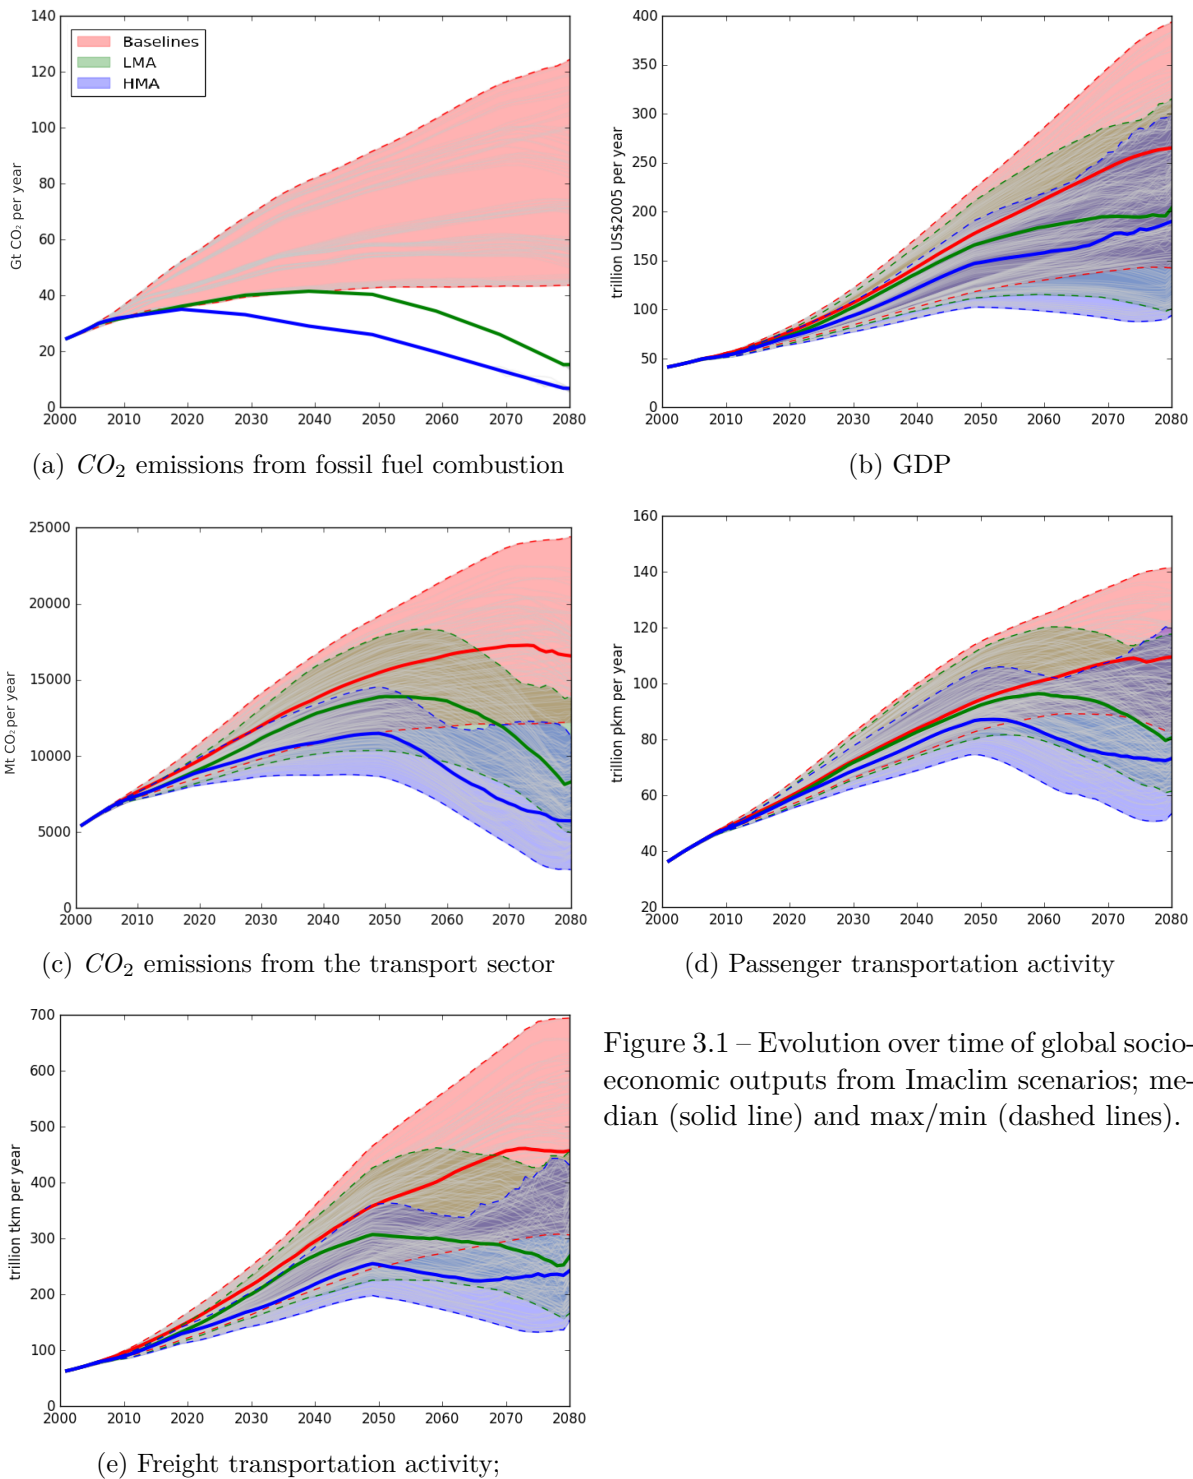 140
120
100
80
60
40
20
0
Gt CO₂ per year
Baselines
LMA
HMA
2000 2010 2020 2030 2040 2050 2060 2070 2080
(a) CO₂ emissions from fossil fuel combustion
400
350
300
250
200
150
100
50
0
trillion US$2005 per year
2000 2010 2020 2030 2040 2050 2060 2070 2080
(b) GDP
25000
20000
15000
10000
5000
0
Mt CO₂ per year
2000 2010 2020 2030 2040 2050 2060 2070 2080
(c) CO₂ emissions from the transport sector
160
140
120
100
80
60
40
20
trillion pkm per year
2000 2010 2020 2030 2040 2050 2060 2070 2080
(d) Passenger transportation activity
700
600
500
400
300
200
100
0
trillion tkm per year
2000 2010 2020 2030 2040 2050 2060 2070 2080
(e) Freight transportation activity;
Figure 3.1 – Evolution over time of global socio-
economic outputs from Imaclim scenarios; me-
dian (solid line) and max/min (dashed lines).